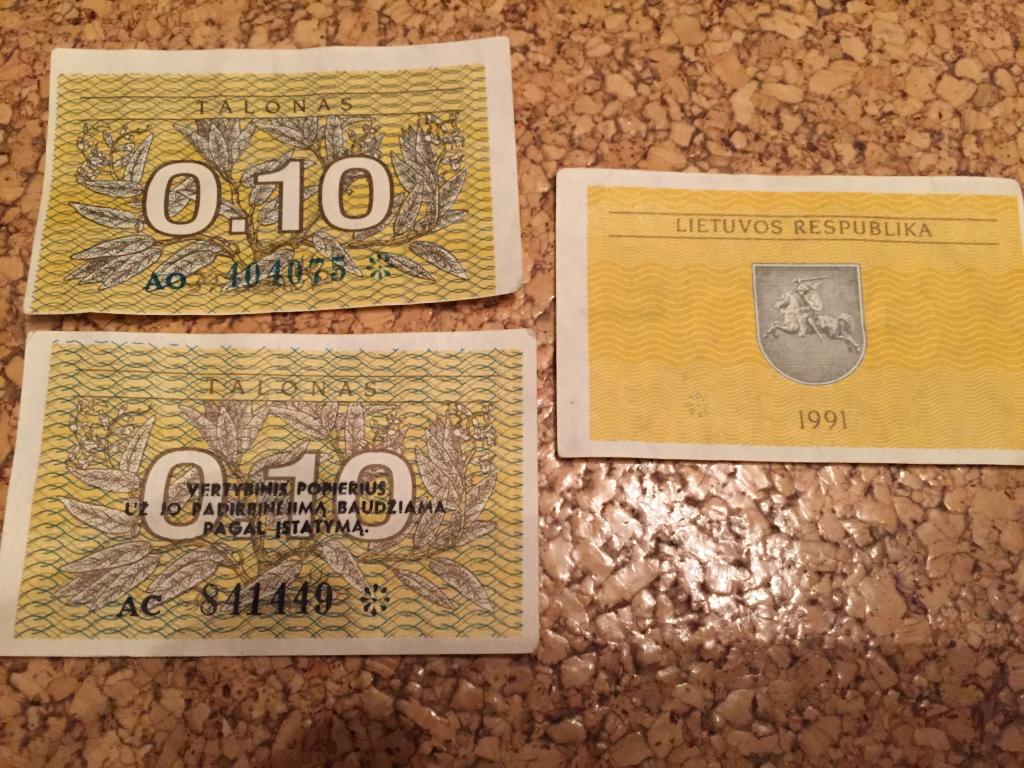 TALONAS
0.10
AO 404075
TALONAS
0.10
VERTYBINIS POPIERIUS
UŽ JO PADIRBINĖJIMĄ BAUDŽIAMA
PAGAL ĮSTATYMĄ.
AC 841449
LIETUVOS RESPUBLIKA
1991